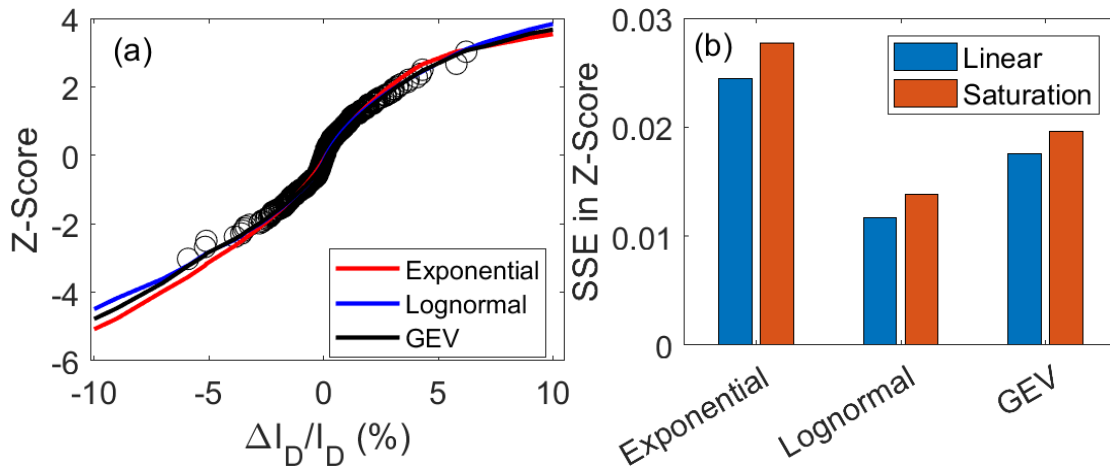 (a)
Z-Score
4
2
0
-2
-4
-6
-10
-5
0
5
10
ΔI_D/I_D (%)
Exponential
Lognormal
GEV
(b)
SSE in Z-Score
0.03
0.02
0.01
0
Linear
Saturation
Exponential
Lognormal
GEV